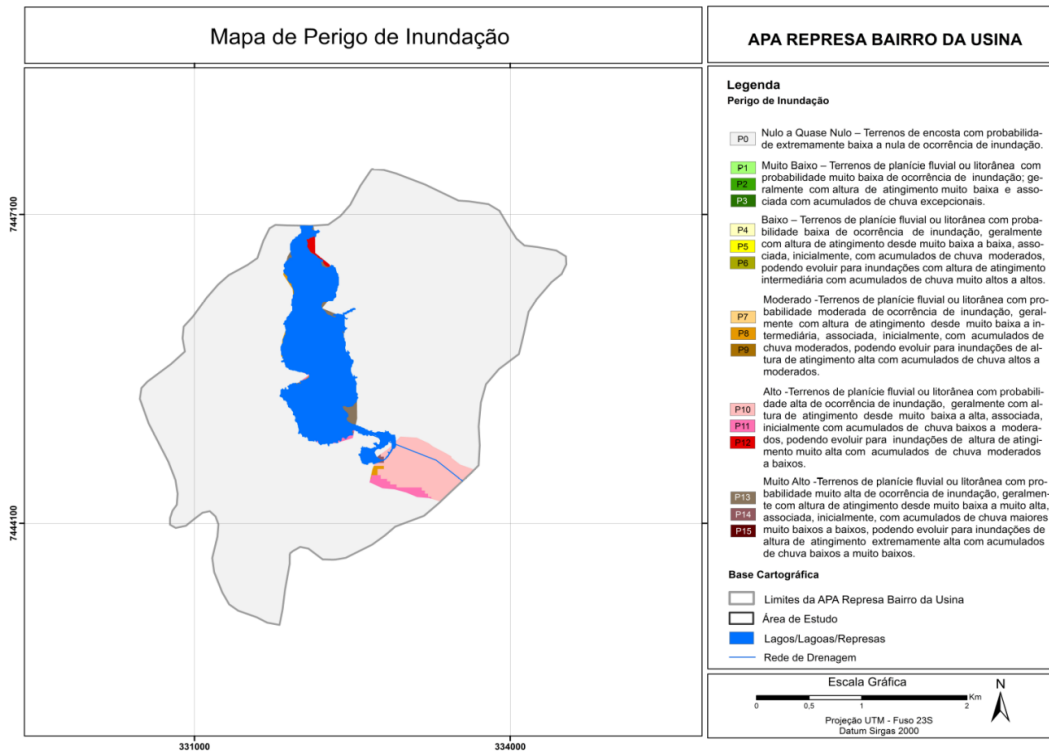 Mapa de Perigo de Inundação
APA REPRESA BAIRRO DA USINA
331000
334000
7447100
7444100
Legenda
Perigo de Inundação
P0
Nulo a Quase Nulo – Terrenos de encosta com probabilida-
de extremamente baixa a nula de ocorrência de inundação.
P1
P2
P3
Muito Baixo – Terrenos de planície fluvial ou litorânea com
probabilidade muito baixa de ocorrência de inundação; ge-
ralmente com altura de atingimento muito baixa e asso-
ciada com acumulados de chuva excepcionais.
P4
P5
P6
Baixo – Terrenos de planície fluvial ou litorânea com proba-
bilidade baixa de ocorrência de inundação, geralmente
com altura de atingimento desde muito baixa a baixa, asso-
ciada, inicialmente, com acumulados de chuva moderados,
podendo evoluir para inundações com altura de atingimento
intermediária com acumulados de chuva muito altos a altos.
P7
P8
P9
Moderado -Terrenos de planície fluvial ou litorânea com pro-
babilidade moderada de ocorrência de inundação, geral-
mente com altura de atingimento desde muito baixa a in-
termediária, associada, inicialmente, com acumulados de
chuva moderados, podendo evoluir para inundações de al-
tura de atingimento alta com acumulados de chuva altos a
moderados.
P10
P11
P12
Alto -Terrenos de planície fluvial ou litorânea com probabili-
dade alta de ocorrência de inundação, geralmente com al-
tura de atingimento desde muito baixa a alta, associada,
inicialmente com acumulados de chuva baixos a modera-
dos, podendo evoluir para inundações de altura de atingi-
mento muito alta com acumulados de chuva moderados
a baixos.
P13
P14
P15
Muito Alto -Terrenos de planície fluvial ou litorânea com pro-
babilidade muito alta de ocorrência de inundação, geralmen-
te com altura de atingimento desde muito baixa a muito alta,
associada, inicialmente, com acumulados de chuva maiores
muito baixos a baixos, podendo evoluir para inundações de
altura de atingimento extremamente alta com acumulados
de chuva baixos a muito baixos.
Base Cartográfica
Limites da APA Represa Bairro da Usina
Área de Estudo
Lagos/Lagoas/Represas
Rede de Drenagem
Escala Gráfica
N
Km
0 0,5 1 2
Projeção UTM - Fuso 23S
Datum Sirgas 2000